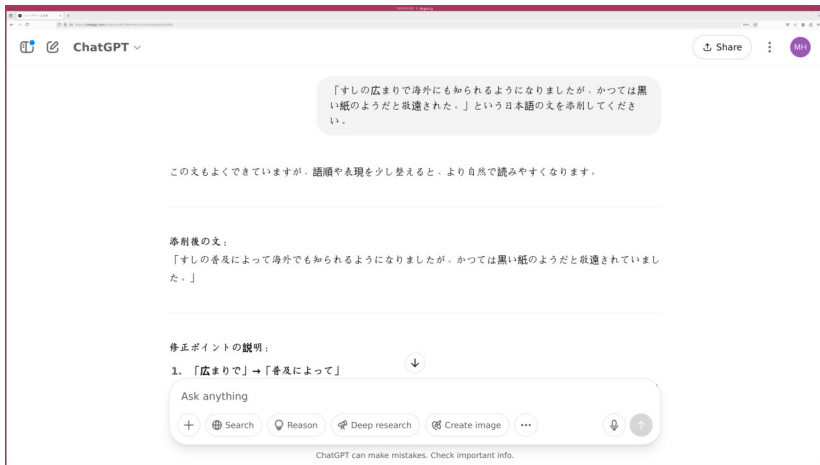 ChatGPT
Share
MH
「すしの広まりで海外にも知られるようになりましたが、かつては黒
い紙のようだと敬遠された。」という日本語の文を添削してくださ
い。
この文もよくできていますが、語順や表現を少し整えると、より自然で読みやすくなります。
添削後の文：
「すしの普及によって海外でも知られるようになりましたが、かつては黒い紙のようだと敬遠されていまし
た。」
修正ポイントの説明：
1. 「広まりで」→「普及によって」
Ask anything
Search
Reason
Deep research
Create image
ChatGPT can make mistakes. Check important info.